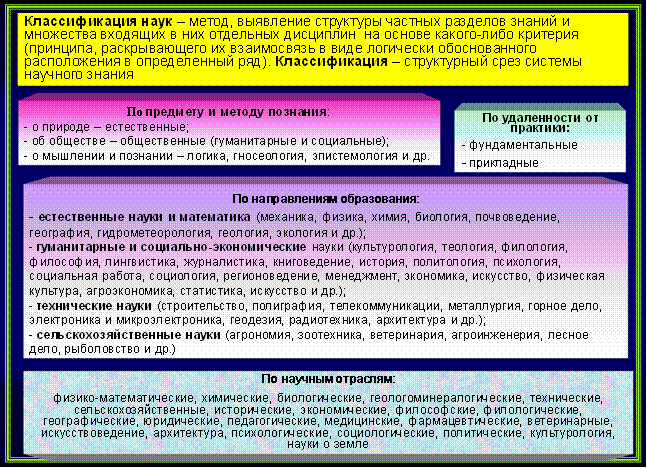 Классификация наук – метод, выявление структуры частных разделов знаний и
множества входящих в них отдельных дисциплин на основе какого-либо критерия
(принципа, раскрывающего их взаимосвязь в виде логически обоснованного
расположения в определенный ряд). Классификация – структурный срез системы
научного знания
По предмету и методу познания:
- о природе – естественные;
- об обществе – общественные (гуманитарные и социальные);
- о мышлении и познании – логика, гносеология, эпистемология и др.
По удаленности от
практики:
- фундаментальные
- прикладные
По направлениям образования:
- естественные науки и математика (механика, физика, химия, биология, почвоведение,
география, гидрометеорология, геология, экология и др.);
- гуманитарные и социально-экономические науки (культурология, теология, филология,
философия, лингвистика, журналистика, книговедение, история, политология, психология,
социальная работа, социология, регионоведение, менеджмент, экономика, искусство, физическая
культура, агроэкономика, статистика, искусство и др.);
- технические науки (строительство, полиграфия, телекоммуникации, металлургия, горное дело,
электроника и микроэлектроника, геодезия, радиотехника, архитектура и др.);
- сельскохозяйственные науки (агрономия, зоотехника, ветеринария, агроинженерия, лесное
дело, рыболовство и др.)
По научным отраслям:
физико-математические, химические, биологические, геологоминералогические, технические,
сельскохозяйственные, исторические, экономические, философские, филологические,
географические, юридические, педагогические, медицинские, фармацевтические, ветеринарные,
искусствоведение, архитектура, психологические, социологические, политические, культурология,
науки о земле